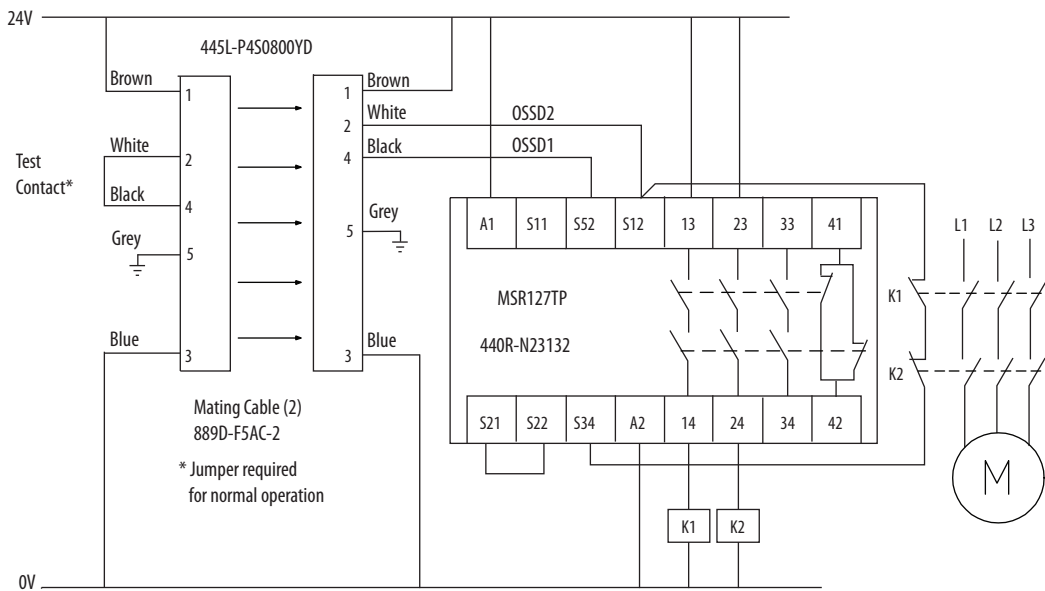 24V
445L-P4S0800YD
Brown
1
White
2
Test
Contact*
Black
4
Grey
5
Blue
3
Brown
1
White
2
OSSD2
Black
4
OSSD1
Grey
5
Blue
3
Mating Cable (2)
889D-F5AC-2
* Jumper required
for normal operation
A1 S11 S52 S12 13 23 33 41
MSR127TP
440R-N23132
S21 S22 S34 A2 14 24 34 42
K1
K2
L1 L2 L3
K1
K2
M
0V